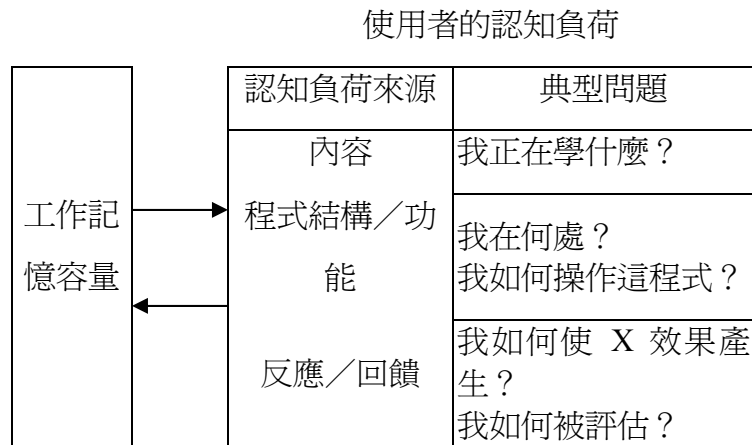 使用者的認知負荷
認知負荷來源
典型問題
工作記
憶容量
內容
我正在學什麼？
程式結構／功
能
我在何處？
我如何操作這程式？
反應／回饋
我如何使 X 效果產
生？
我如何被評估？